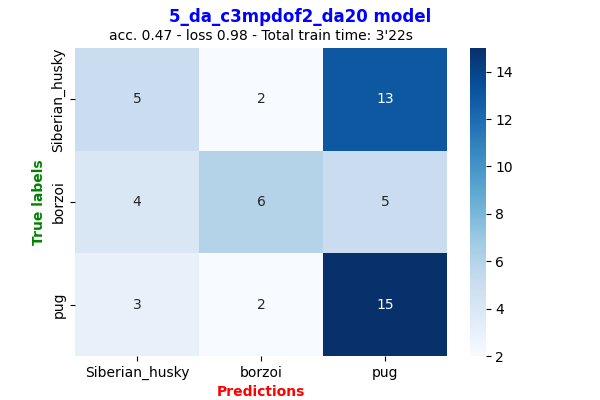 5_da_c3mpdof2_da20 model
acc. 0.47 - loss 0.98 - Total train time: 3'22s
True labels
Siberian_husky
5 2 13
borzoi
4 6 5
pug
3 2 15
Siberian_husky borzoi pug
Predictions
14
12
10
8
6
4
2